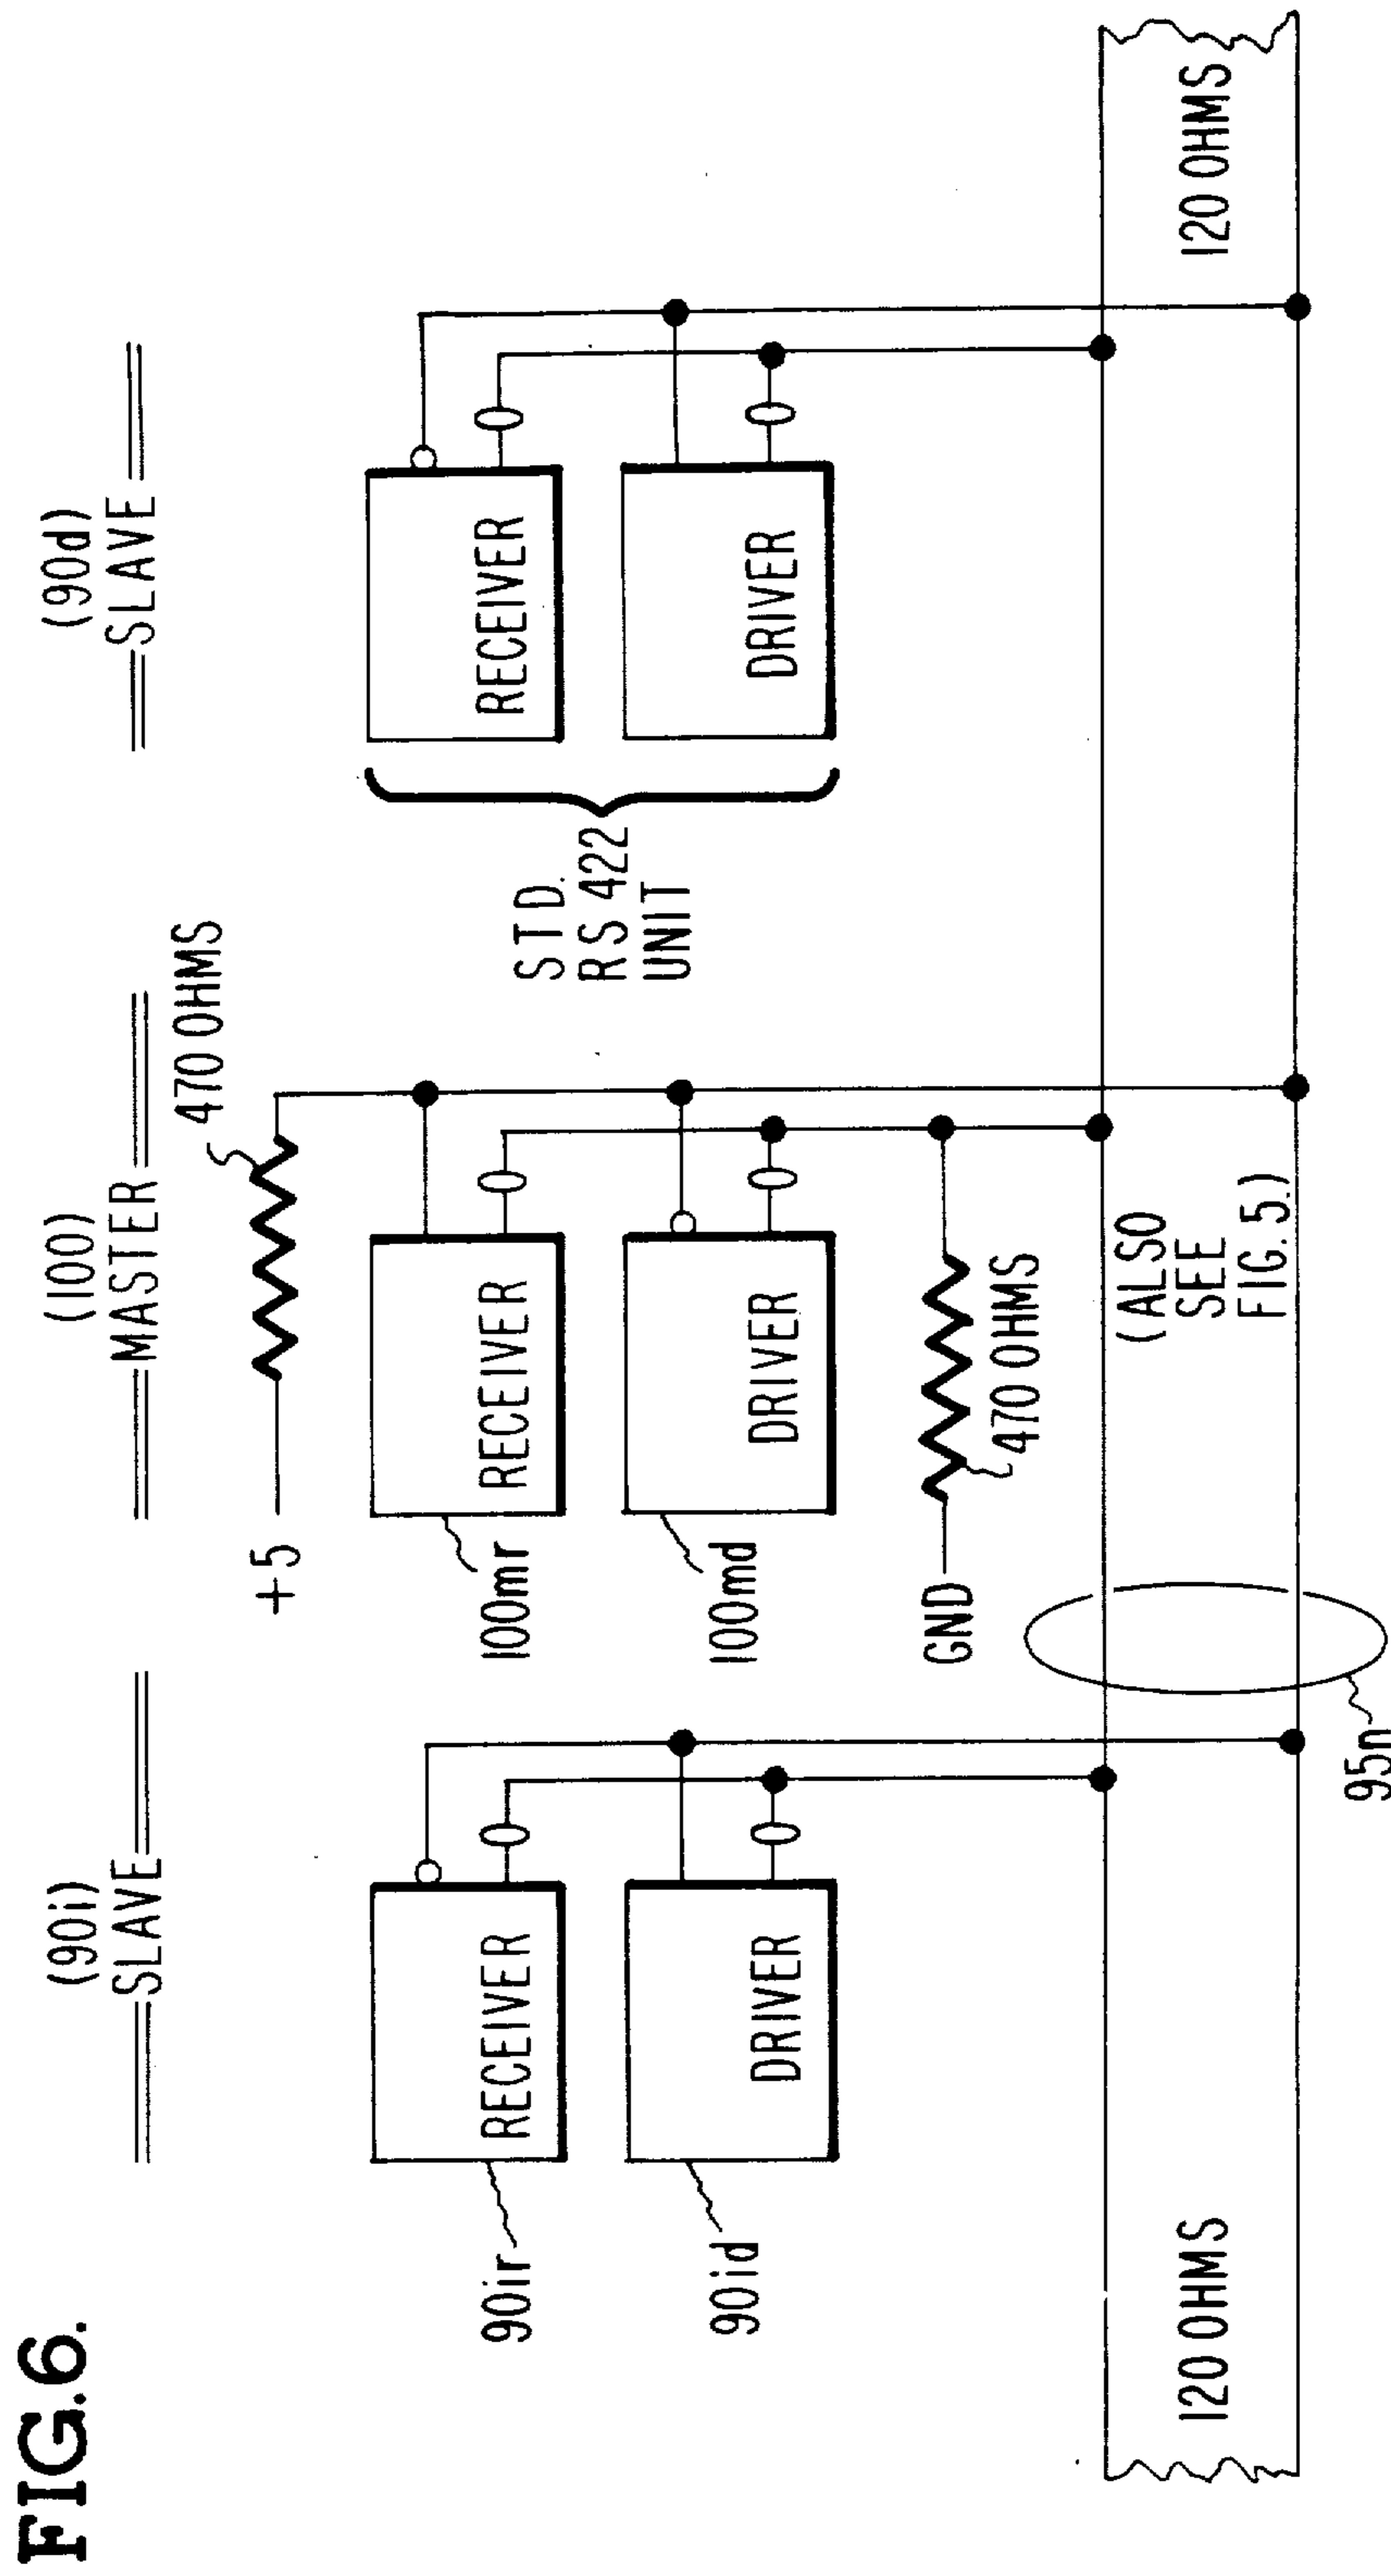 FIG.6.
(90i)
SLAVE
(100)
MASTER
(90d)
SLAVE
470 OHMS
+5
90ir
RECEIVER
100mr
RECEIVER
STD.
RS 422
UNIT
RECEIVER
90id
DRIVER
100md
DRIVER
DRIVER
GND
470 OHMS
120 OHMS
(ALSO
SEE
FIG. 5.)
120 OHMS
95n